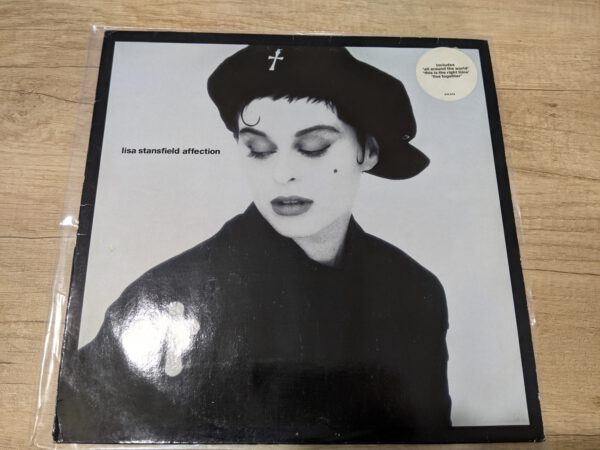 lisa stansfield affection
includes
'all around the world'
'this is the right time'
'live together'